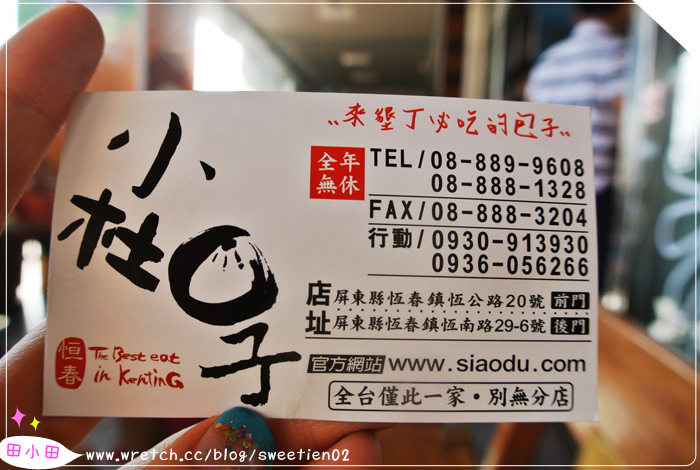 ..來墾丁必吃的包子..
小杜包子
恒春
The Best eat
in KentinG
全年
無休
TEL/08-889-9608
08-888-1328
FAX/08-888-3204
行動/0930-913930
0936-056266
店址
屏東縣恆春鎮恆公路20號 前門
屏東縣恆春鎮恆南路29-6號 後門
官方網站 www.siaodu.com
全台僅此一家・別無分店
田小田
www.wretch.cc/blog/sweetien02